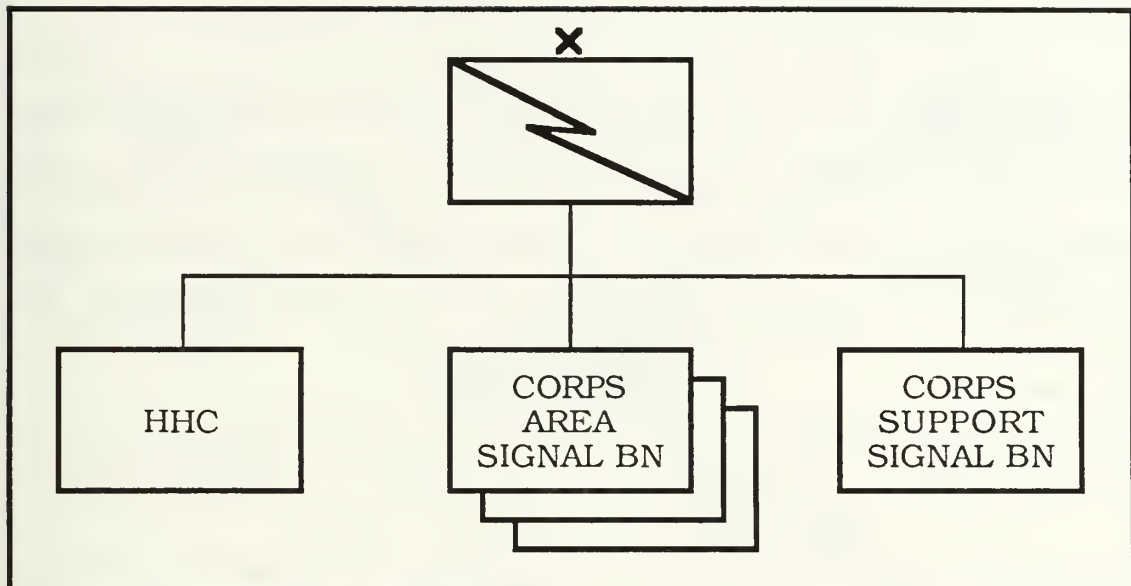 X
HHC
CORPS
AREA
SIGNAL BN
CORPS
SUPPORT
SIGNAL BN